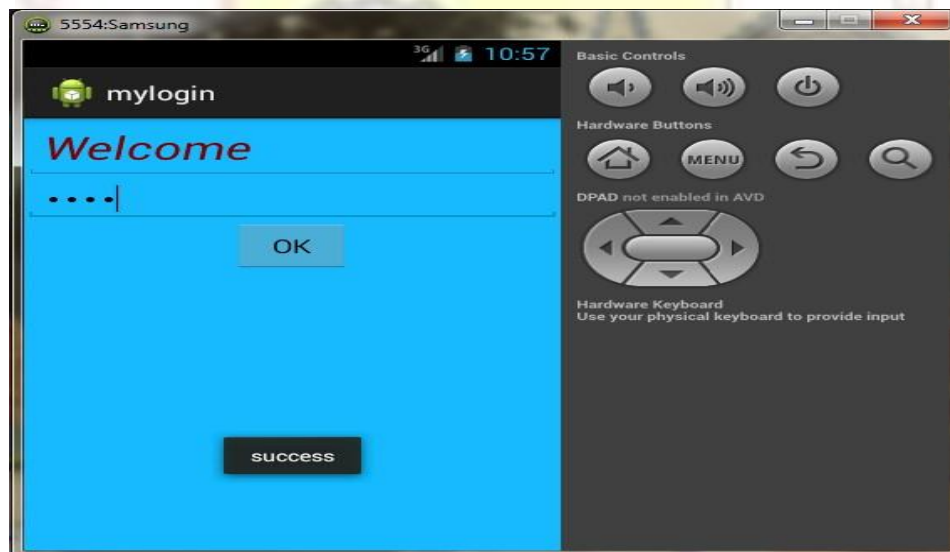 5554:Samsung
3G 10:57
mylogin
Welcome
••••
OK
success
Basic Controls
Hardware Buttons
MENU
DPAD not enabled in AVD
Hardware Keyboard
Use your physical keyboard to provide input